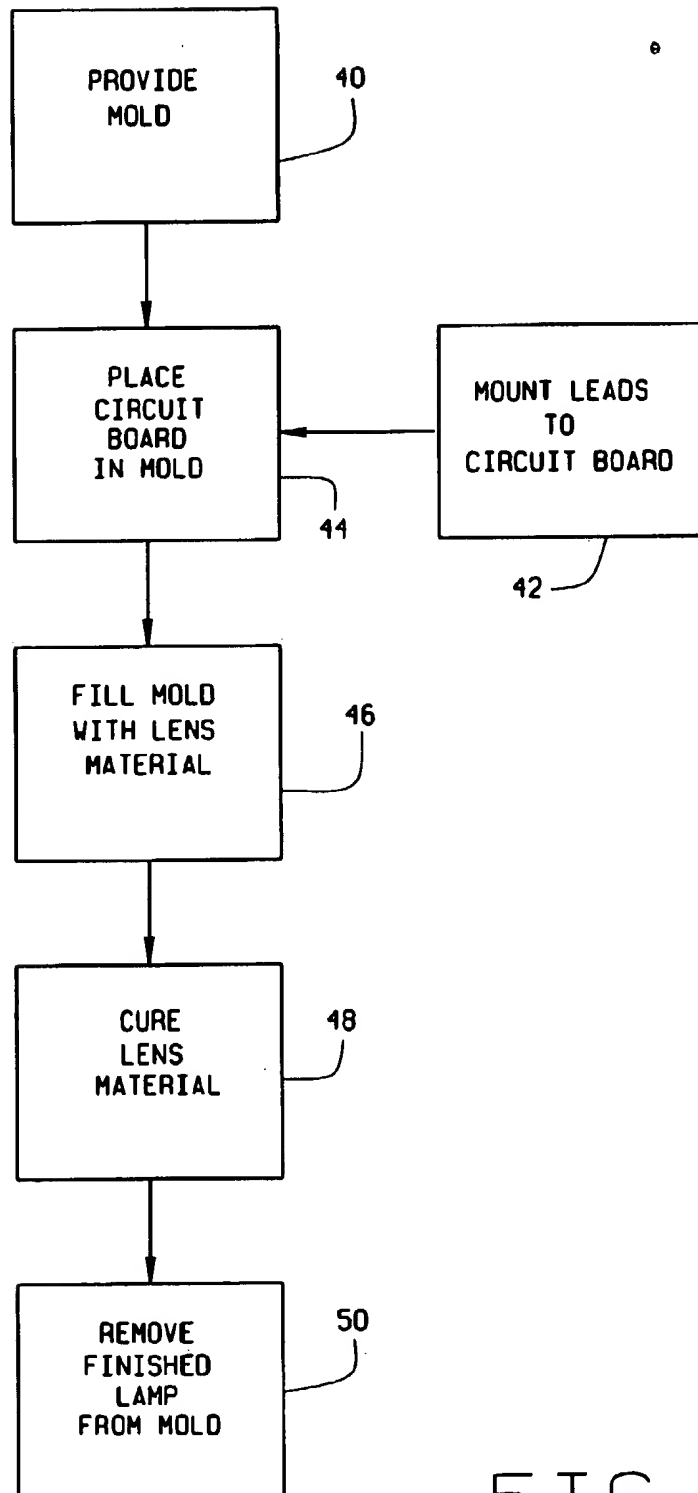 PROVIDE
MOLD
40
PLACE
CIRCUIT
BOARD
IN MOLD
44
MOUNT LEADS
TO
CIRCUIT BOARD
42
FILL MOLD
WITH LENS
MATERIAL
46
CURE
LENS
MATERIAL
48
REMOVE
FINISHED
LAMP
FROM MOLD
50
FIG